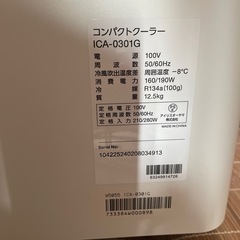 コンパクトクーラー
ICA-0301G
電源 100V
周波数 50/60Hz
冷風吹出温度差 周囲温度 -8℃
消費電力 160/190W
冷媒 R134a(100g)
質量 12.5kg
定格電圧 100V
定格周波数 50/60Hz
定格消費電力 210/280W
アイリスオーヤマ
株式会社
MADE IN CHINA
Serial No.:
104225240208034913